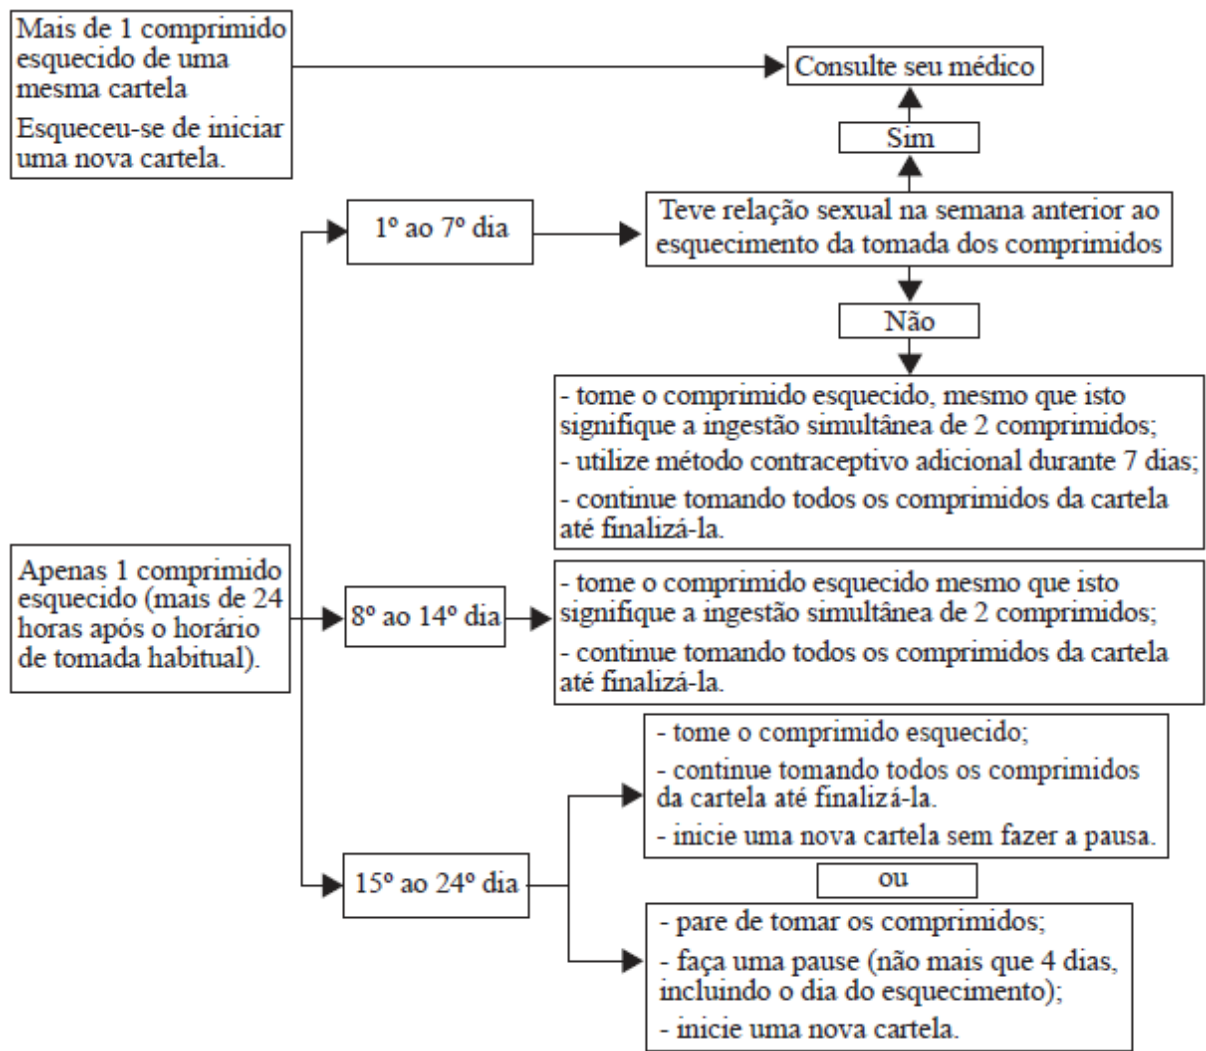 Mais de 1 comprimido
esquecido de uma
mesma cartela
Esqueceu-se de iniciar
uma nova cartela.
Consulte seu médico
Sim
1º ao 7º dia
Teve relação sexual na semana anterior ao
esquecimento da tomada dos comprimidos
Não
- tome o comprimido esquecido, mesmo que isto
signifique a ingestão simultânea de 2 comprimidos;
- utilize método contraceptivo adicional durante 7 dias;
- continue tomando todos os comprimidos da cartela
até finalizá-la.
Apenas 1 comprimido
esquecido (mais de 24
horas após o horário
de tomada habitual).
8º ao 14º dia
- tome o comprimido esquecido mesmo que isto
signifique a ingestão simultânea de 2 comprimidos;
- continue tomando todos os comprimidos da cartela
até finalizá-la.
15º ao 24º dia
- tome o comprimido esquecido;
- continue tomando todos os comprimidos
da cartela até finalizá-la.
- inicie uma nova cartela sem fazer a pausa.
ou
- pare de tomar os comprimidos;
- faça uma pause (não mais que 4 dias,
incluindo o dia do esquecimento);
- inicie uma nova cartela.